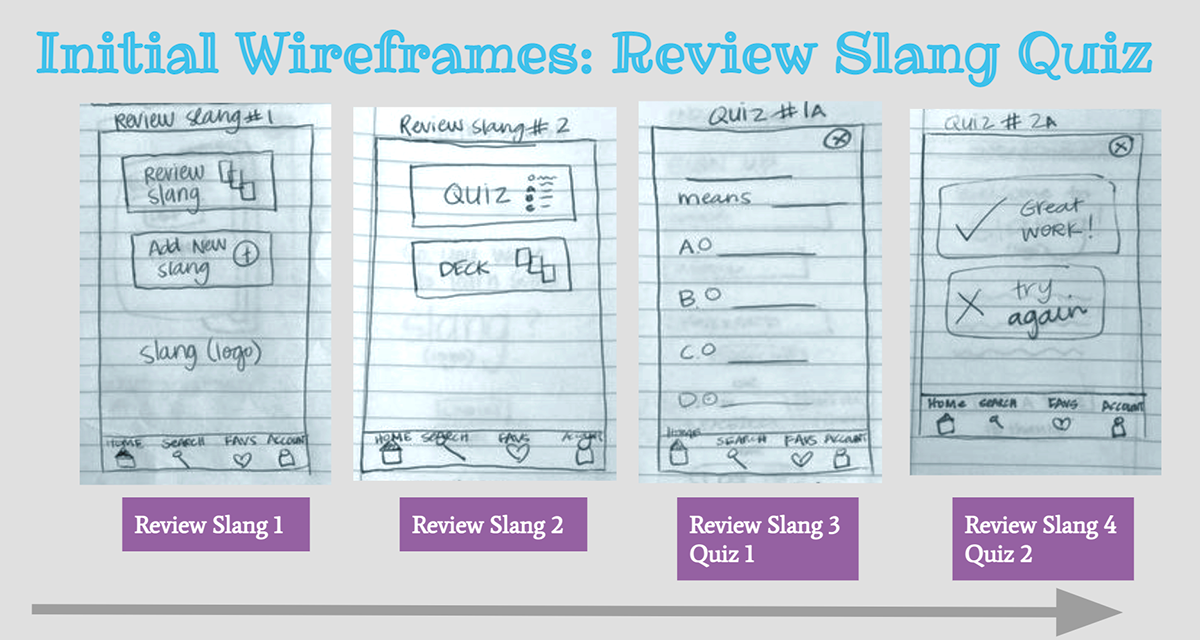 Initial Wireframes: Review Slang Quiz
Review Slang #1
Review
Slang
Add New
Slang
Slang (logo)
HOME SEARCH FAVS ACCOUNT
Review Slang 1
Review Slang # 2
QUIZ
DECK
HOME SEARCH FAVS ACCOUNT
Review Slang 2
Quiz #1A
X
means
A.
B.
C.
D.
HOME SEARCH FAVS ACCOUNT
Review Slang 3
Quiz 1
Quiz # 2A
X
Great
WORK!
try
again
HOME SEARCH FAVS ACCOUNT
Review Slang 4
Quiz 2